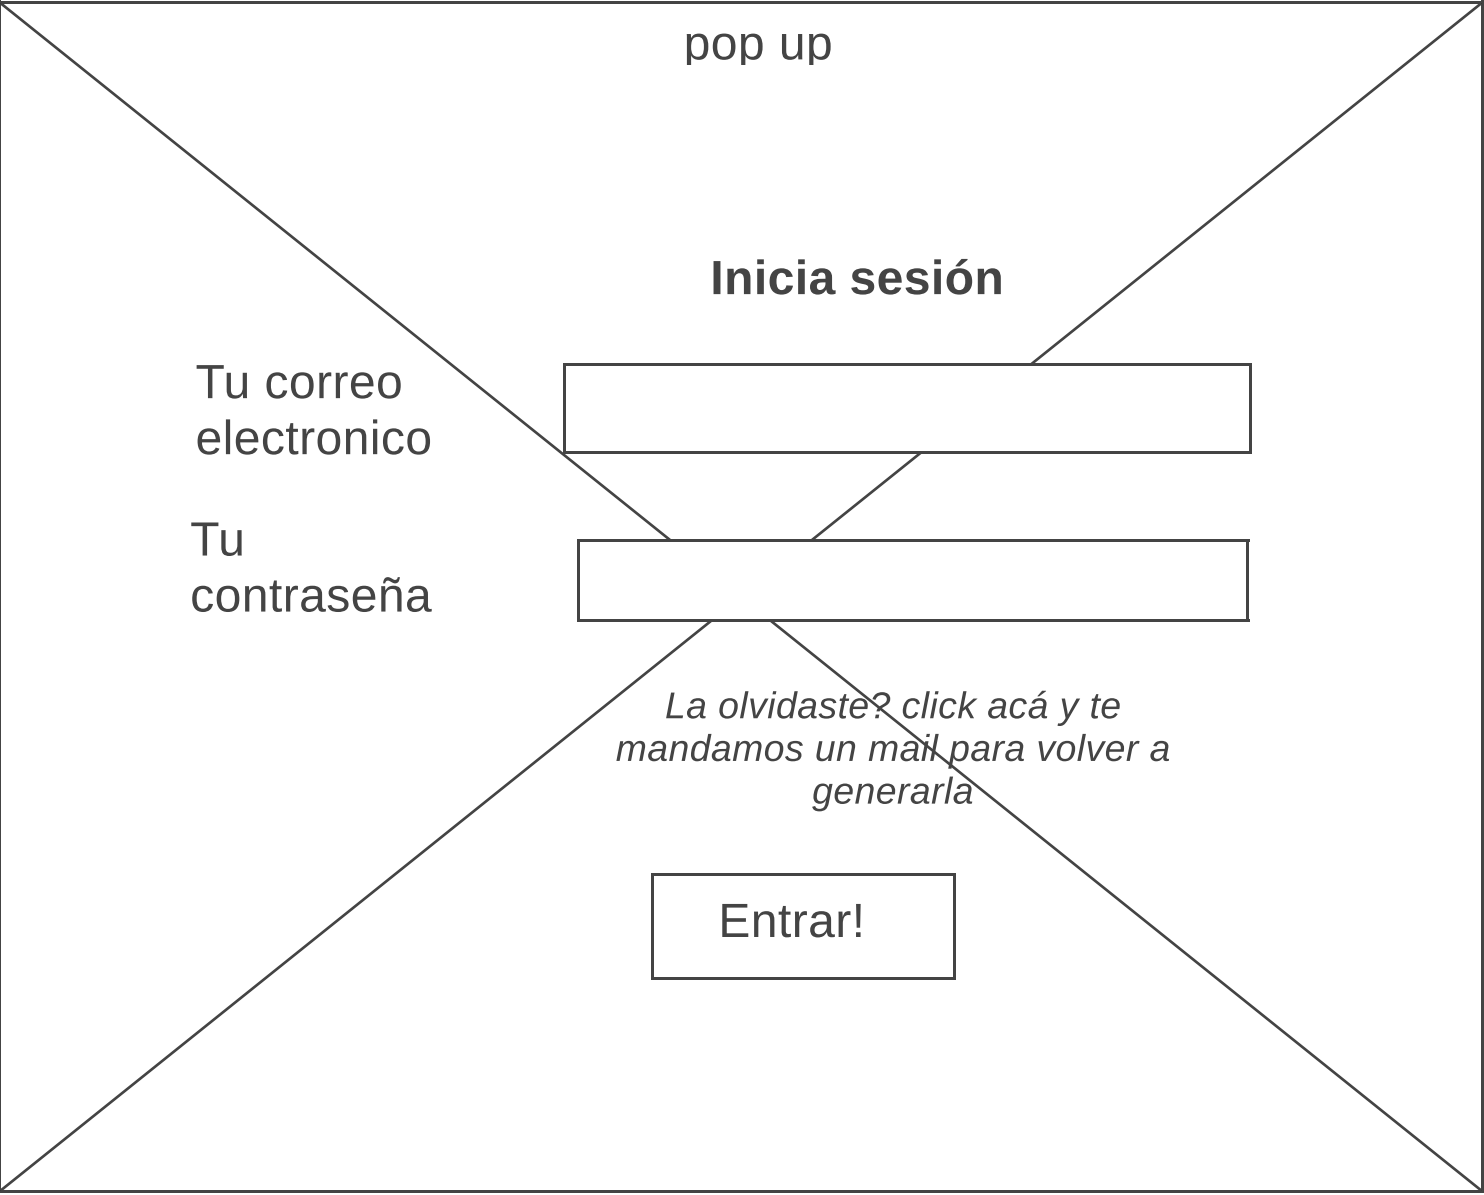 pop up
Inicia sesión
Tu correo
electronico
Tu
contraseña
La olvidaste? click acá y te
mandamos un mail para volver a
generarla
Entrar!